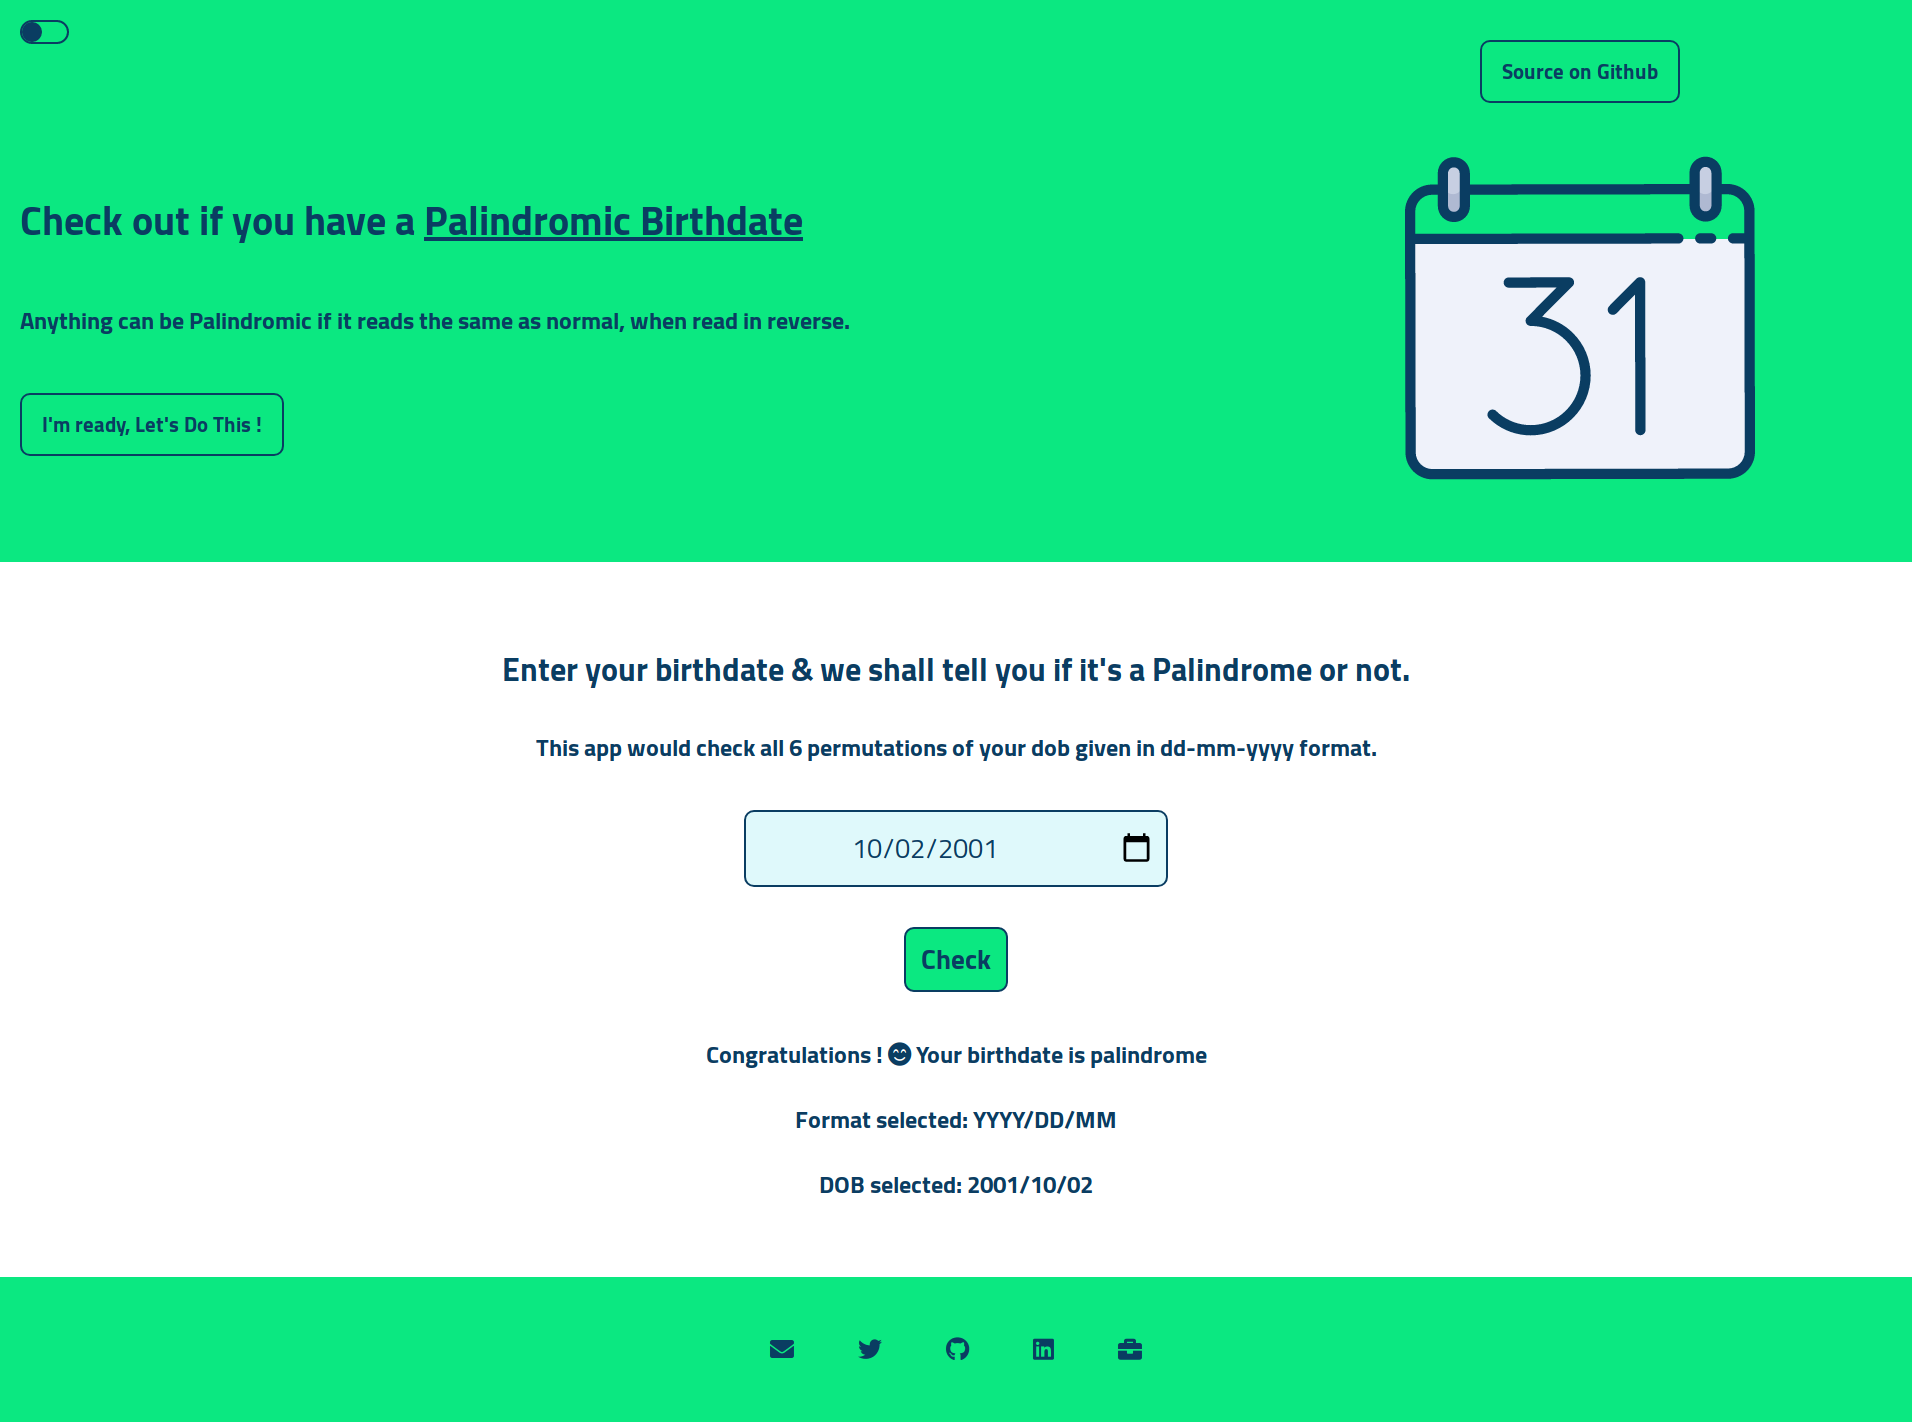 Source on Github
Check out if you have a Palindromic Birthdate
Anything can be Palindromic if it reads the same as normal, when read in reverse.
I'm ready, Let's Do This !
31
Enter your birthdate & we shall tell you if it's a Palindrome or not.
This app would check all 6 permutations of your dob given in dd-mm-yyyy format.
10/02/2001
Check
Congratulations ! 😊 Your birthdate is palindrome
Format selected: YYYY/DD/MM
DOB selected: 2001/10/02
in